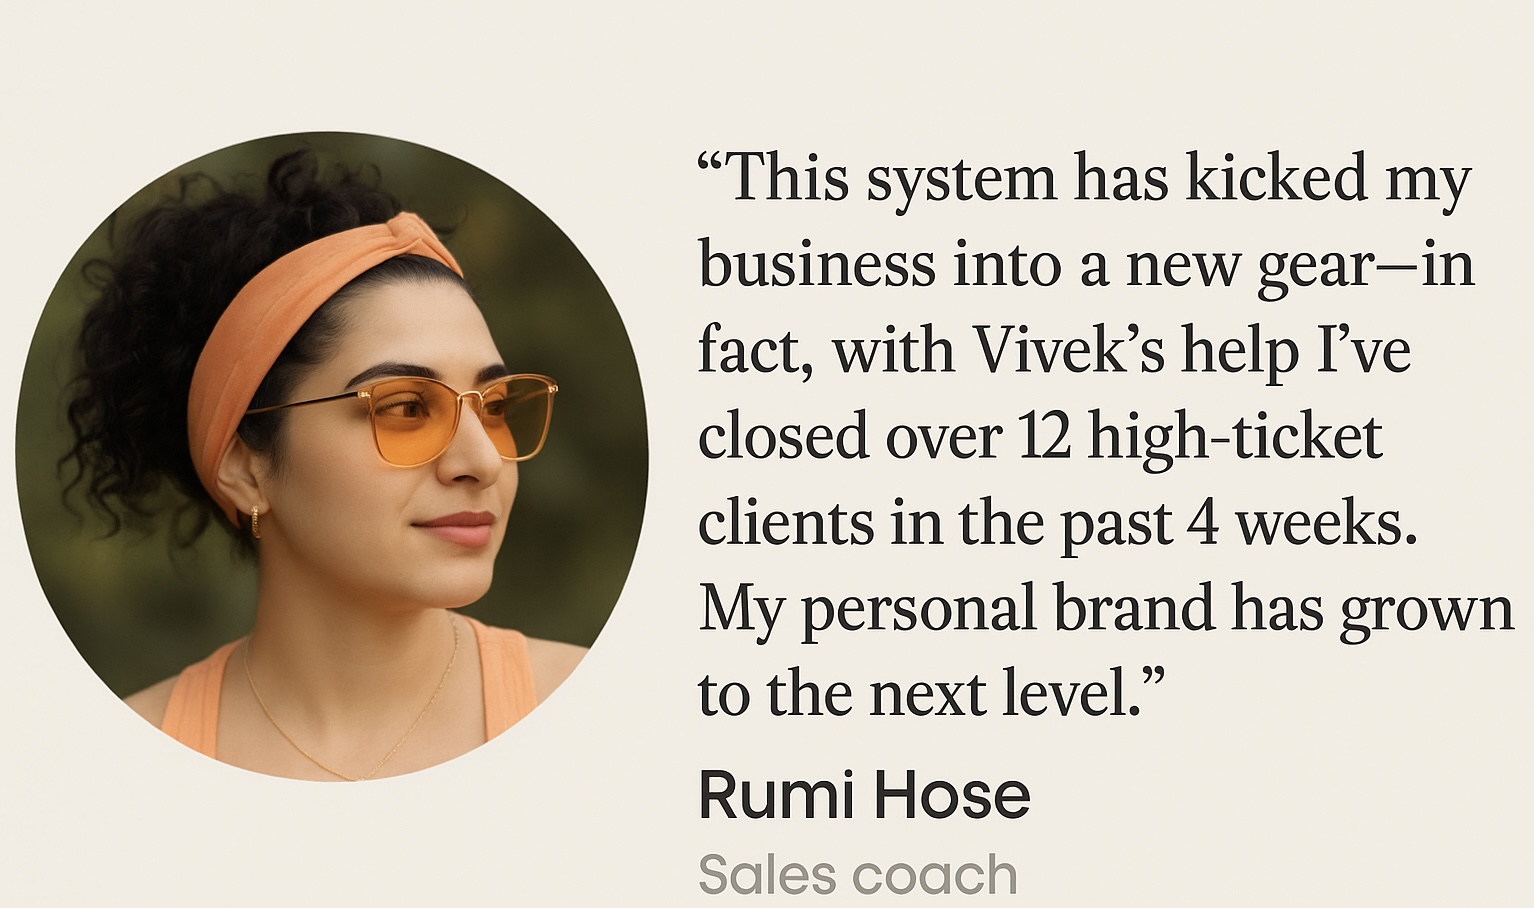 “This system has kicked my
business into a new gear—in
fact, with Vivek’s help I’ve
closed over 12 high-ticket
clients in the past 4 weeks.
My personal brand has grown
to the next level.”
Rumi Hose
Sales coach